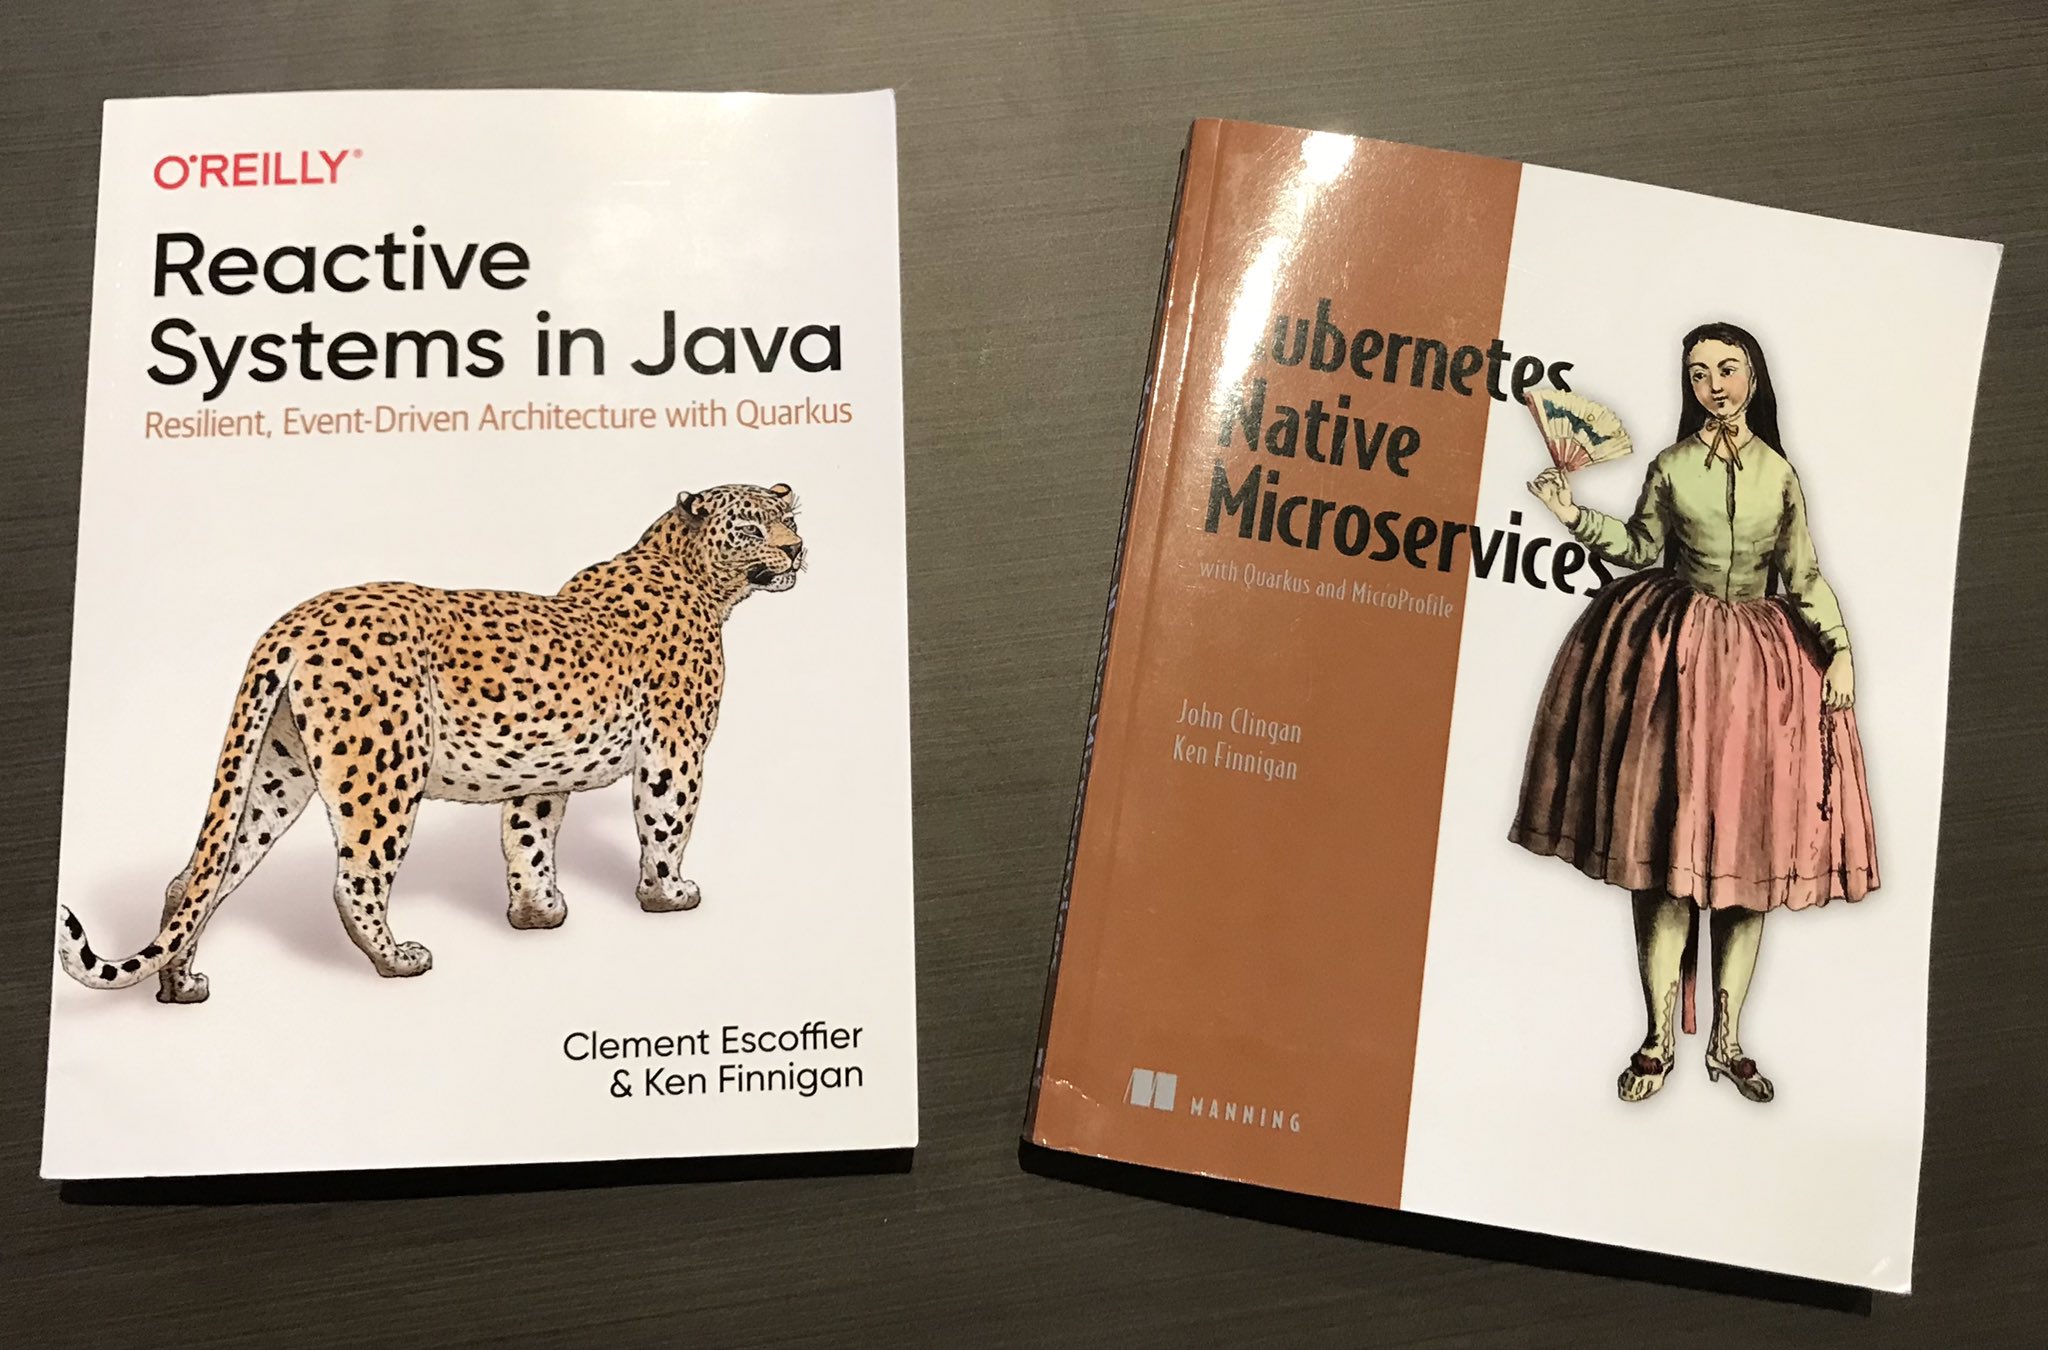 O'REILLY®
Reactive
Systems in Java
Resilient, Event-Driven Architecture with Quarkus
Clement Escoffier
& Ken Finnigan
Kubernetes
Native
Microservices
with Quarkus and MicroProfile
John Clingan
Ken Finnigan
MANNING